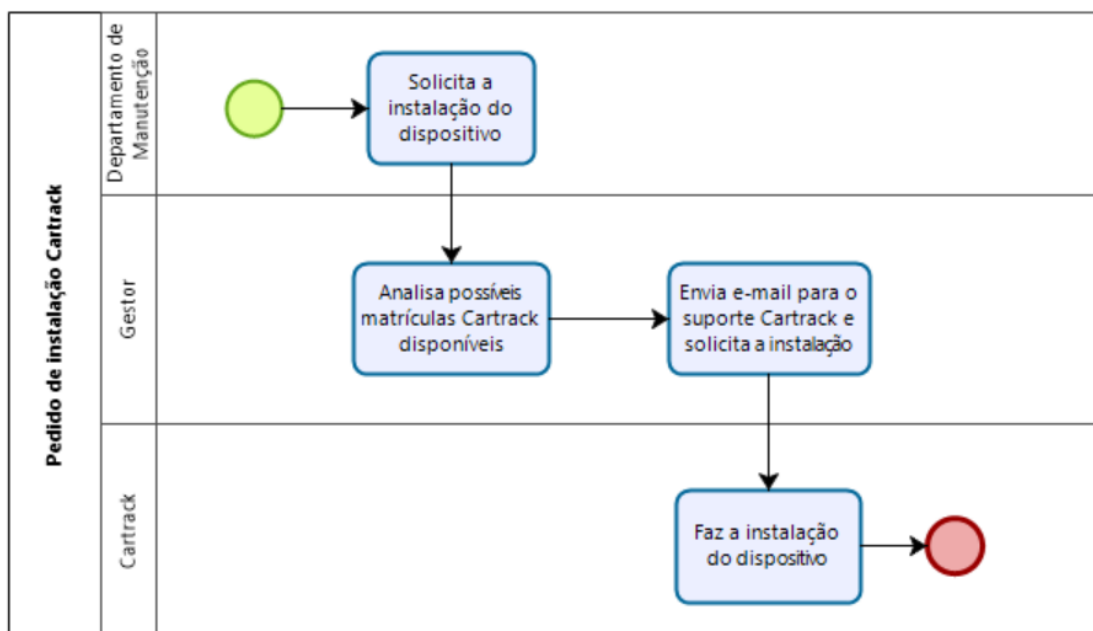 Pedido de instalação Cartrack
Departamento de
Manutenção
Solicita a
instalação do
dispositivo
Gestor
Analisa possíveis
matrículas Cartrack
disponíveis
Envia e-mail para o
suporte Cartrack e
solicita a instalação
Cartrack
Faz a instalação
do dispositivo